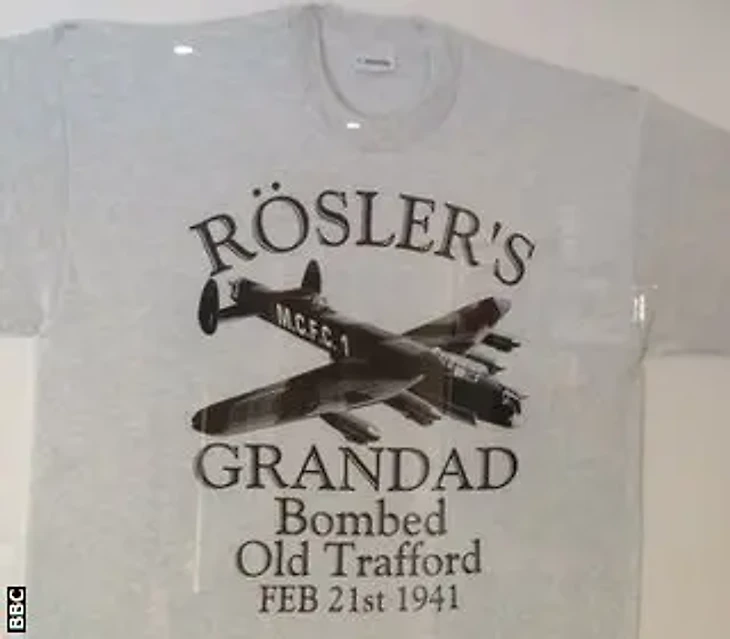 RÖSLER'S
M.C.F.C. 1
GRANDAD
Bombed
Old Trafford
FEB 21st 1941
BBC